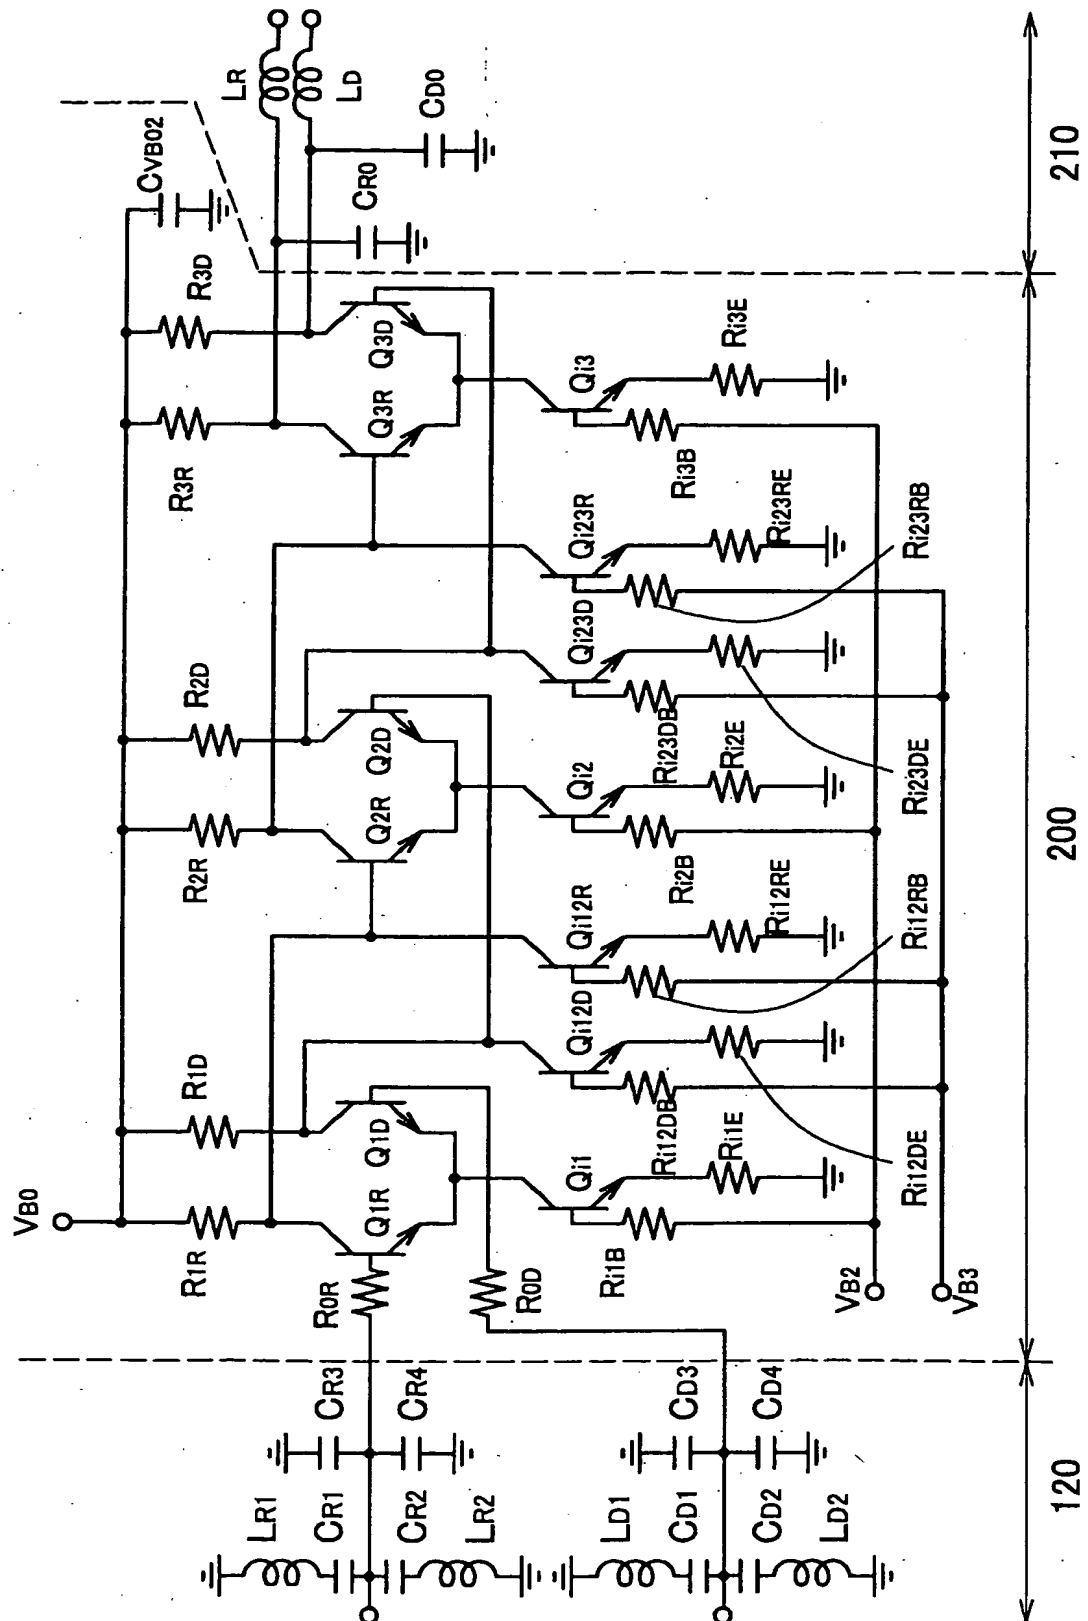 VB0
R1R
R1D
R2R
R2D
R3R
R3D
CVB02
LR
LD
CR0
CD0
Q1R
Q1D
Q2R
Q2D
Q3R
Q3D
R0R
R0D
Qi1
Qi12D
Qi12R
Qi2
Qi23D
Qi23R
Qi3
Ri1B
Ri12DB
Ri1E
Ri12RE
Ri2B
Ri23DB
Ri2E
Ri23RE
Ri3B
Ri3E
Ri12DE
Ri12RB
Ri23DE
Ri23RB
VB2
VB3
LR1
CR1
CR2
LR2
CR3
CR4
LD1
CD1
CD2
LD2
CD3
CD4
120
200
210